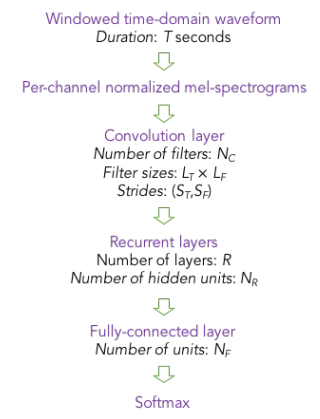 Windowed time-domain waveform
Duration: T seconds
Per-channel normalized mel-spectrograms
Convolution layer
Number of filters: N_C
Filter sizes: L_T × L_F
Strides: (S_T,S_F)
Recurrent layers
Number of layers: R
Number of hidden units: N_R
Fully-connected layer
Number of units: N_F
Softmax